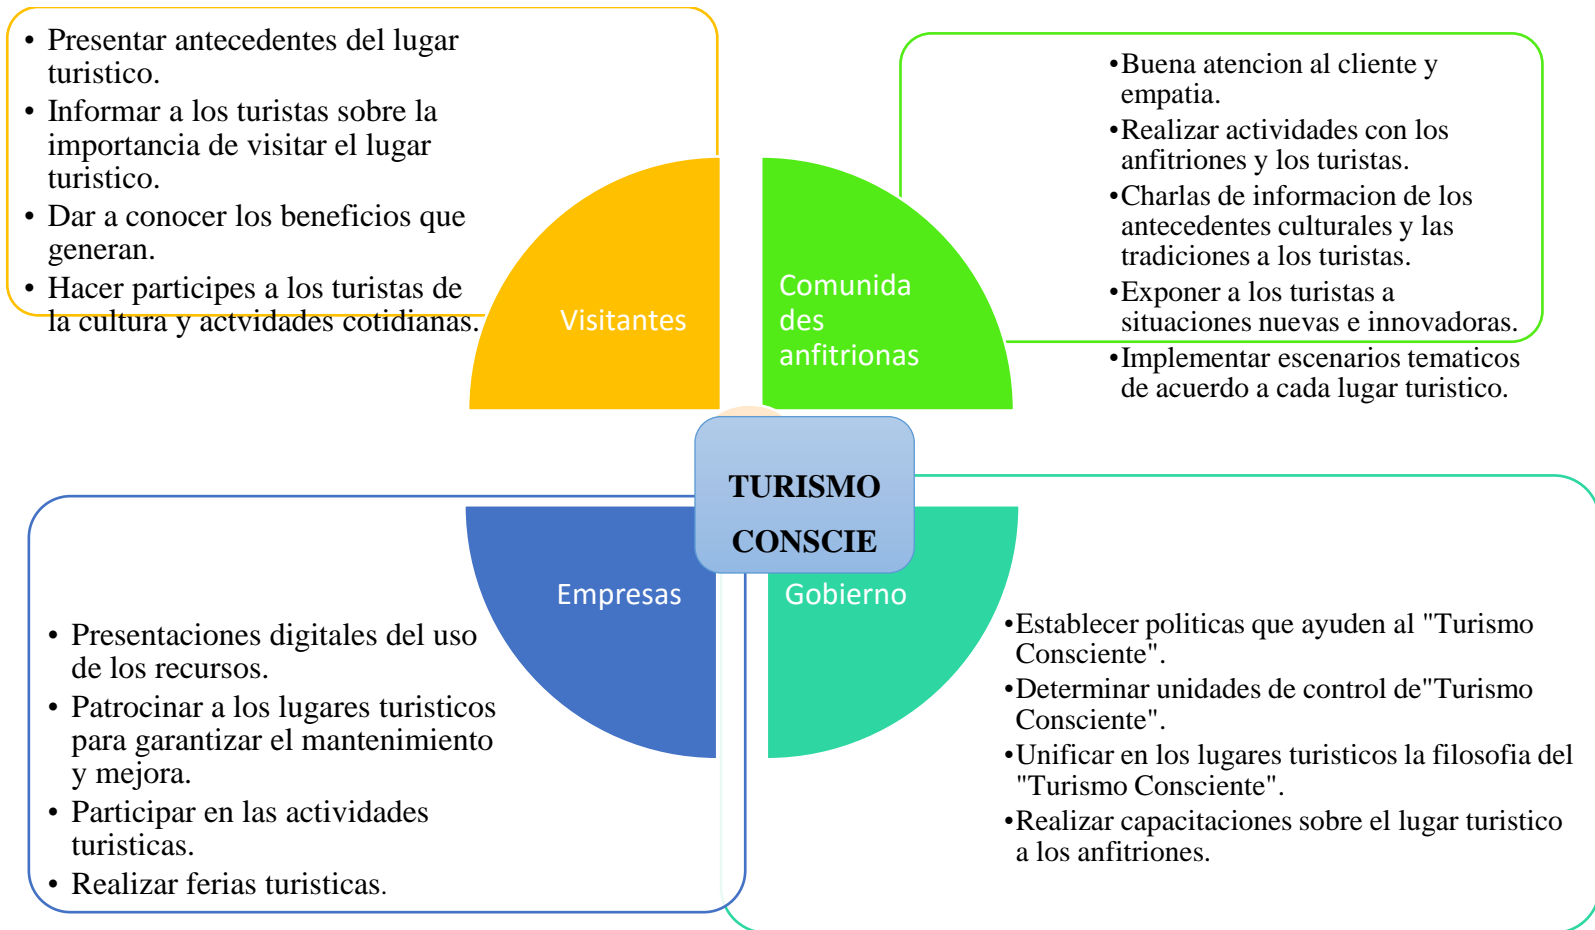 • Presentar antecedentes del lugar
turistico.
• Informar a los turistas sobre la
importancia de visitar el lugar
turistico.
• Dar a conocer los beneficios que
generan.
• Hacer participes a los turistas de
la cultura y actvidades cotidianas.
Visitantes
•Buena atencion al cliente y
empatia.
•Realizar actividades con los
anfitriones y los turistas.
•Charlas de informacion de los
antecedentes culturales y las
tradiciones a los turistas.
•Exponer a los turistas a
situaciones nuevas e innovadoras.
•Implementar escenarios tematicos
de acuerdo a cada lugar turistico.
Comunida
des
anfitrionas
TURISMO
CONSCIE
Empresas
• Presentaciones digitales del uso
de los recursos.
• Patrocinar a los lugares turisticos
para garantizar el mantenimiento
y mejora.
• Participar en las actividades
turisticas.
• Realizar ferias turisticas.
Gobierno
•Establecer politicas que ayuden al "Turismo
Consciente".
•Determinar unidades de control de"Turismo
Consciente".
•Unificar en los lugares turisticos la filosofia del
"Turismo Consciente".
•Realizar capacitaciones sobre el lugar turistico
a los anfitriones.